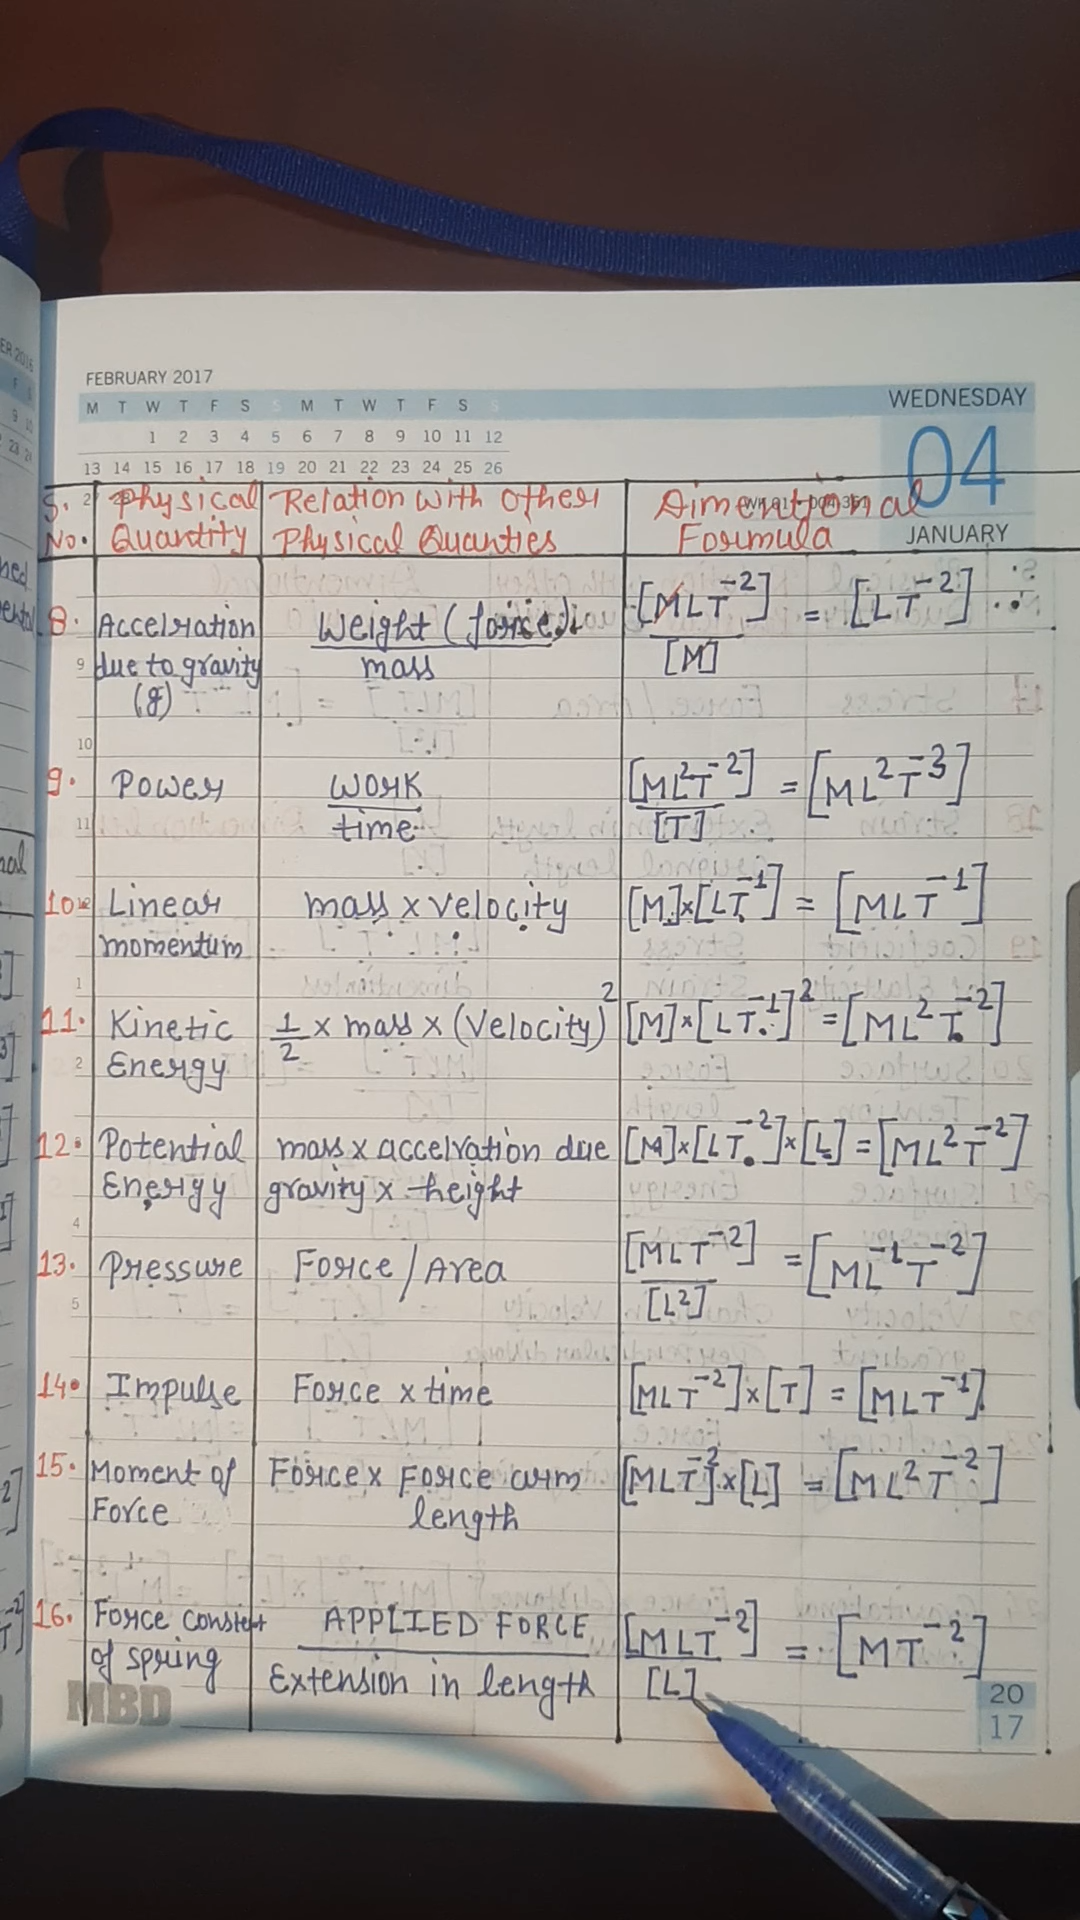 FEBRUARY 2017
M T W T F S S M T W T F S S
1 2 3 4 5 6 7 8 9 10 11 12
13 14 15 16 17 18 19 20 21 22 23 24 25 26
WEDNESDAY
04
JANUARY
S. No. Physical Quantity Relation with other Physical Quanties Dimentional Formula
8. Accelration due to gravity (g) Weight (force) / mass [MLT⁻²] / [M] = [LT⁻²]
9. Power Work / time [ML²T⁻²] / [T] = [ML²T⁻³]
10. Linear momentum mass x velocity [M]x[LT⁻¹] = [MLT⁻¹]
11. Kinetic Energy 1/2 x mass x (Velocity)² [M]x[LT⁻¹]² = [ML²T⁻²]
12. Potential Energy mass x accelration due gravity x height [M]x[LT⁻²]x[L] = [ML²T⁻²]
13. Pressure Force / Area [MLT⁻²] / [L²] = [ML⁻¹T⁻²]
14. Impulse Force x time [MLT⁻²]x[T] = [MLT⁻¹]
15. Moment of Force Force x Force arm length [MLT⁻²]x[L] = [ML²T⁻²]
16. Force constent of spring APPLIED FORCE / Extension in length [MLT⁻²] / [L] = [MT⁻²]
MBD
20
17